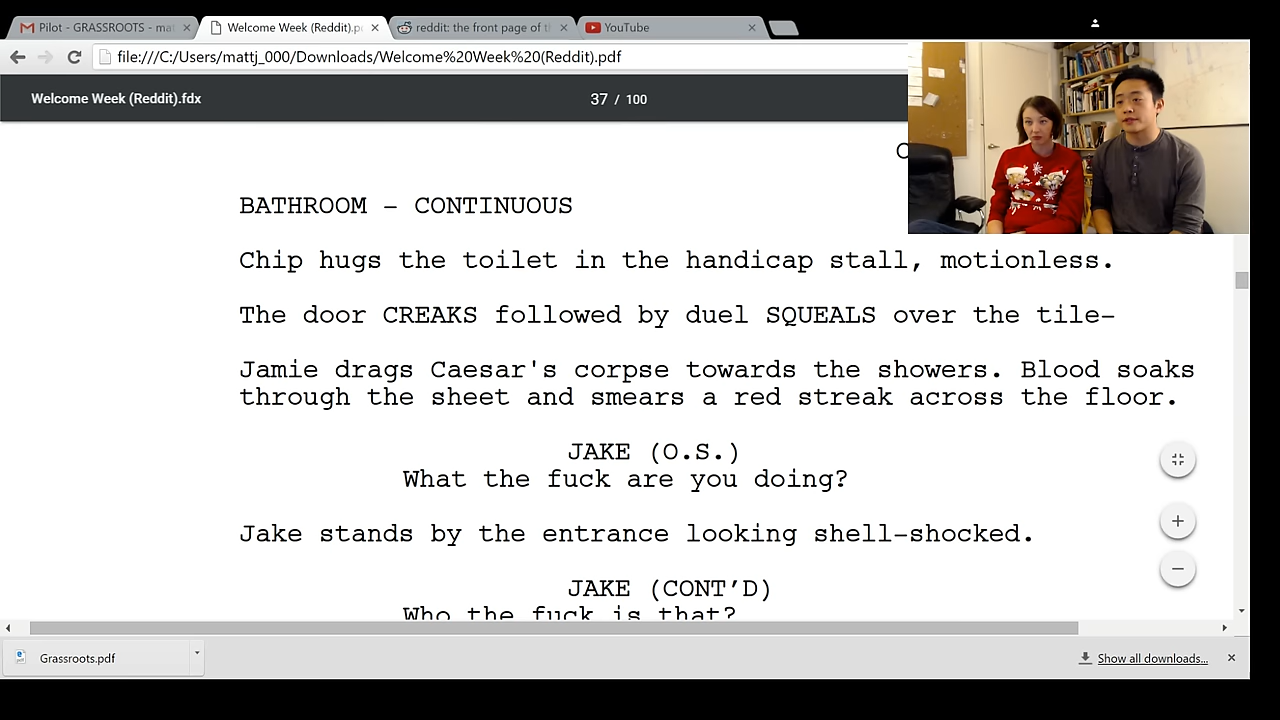 Pilot - GRASSROOTS - ma
Welcome Week (Reddit).p
reddit: the front page of t
YouTube
file:///C:/Users/mattj_000/Downloads/Welcome%20Week%20(Reddit).pdf
Welcome Week (Reddit).fdx
37 / 100
BATHROOM - CONTINUOUS
Chip hugs the toilet in the handicap stall, motionless.
The door CREAKS followed by duel SQUEALS over the tile-
Jamie drags Caesar's corpse towards the showers. Blood soaks
through the sheet and smears a red streak across the floor.
JAKE (O.S.)
What the fuck are you doing?
Jake stands by the entrance looking shell-shocked.
JAKE (CONT'D)
Who the fuck is that?
Grassroots.pdf
Show all downloads...